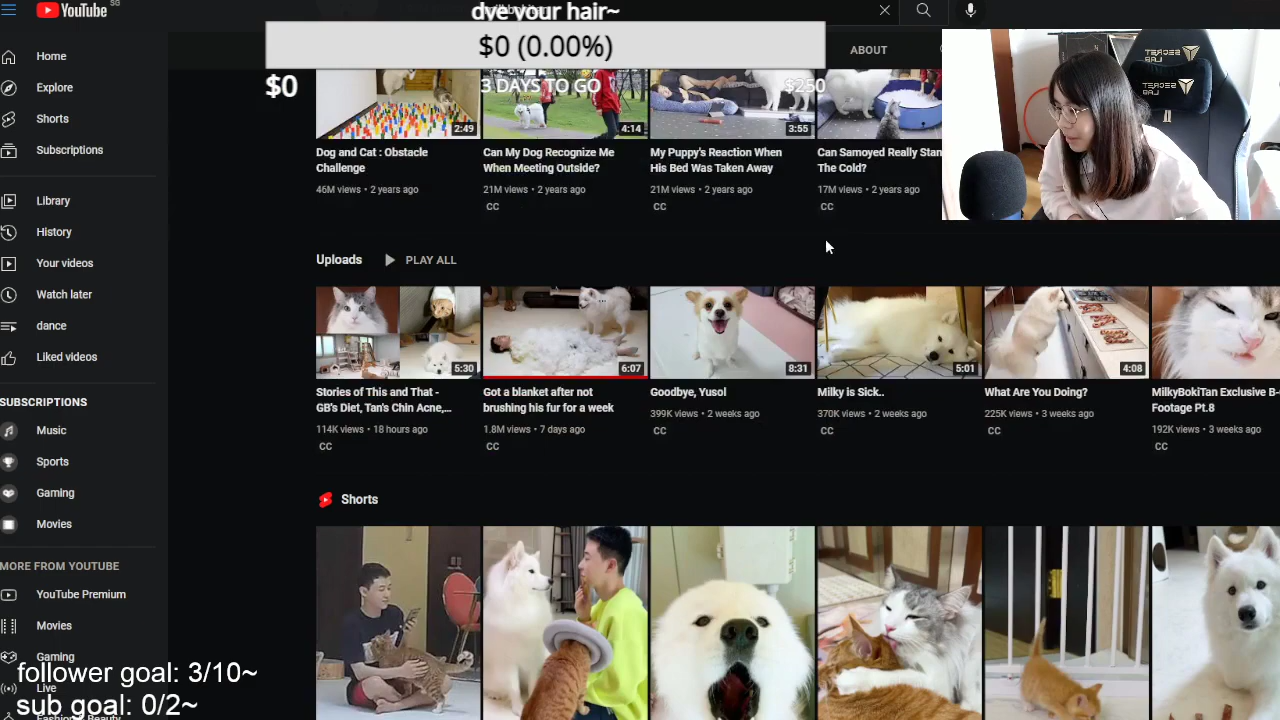 YouTube SG
dye your hair~
$0 (0.00%)
$0
3 DAYS TO GO
$250
ABOUT
Home
Explore
Shorts
Subscriptions
Library
History
Your videos
Watch later
dance
Liked videos
SUBSCRIPTIONS
Music
Sports
Gaming
Movies
MORE FROM YOUTUBE
YouTube Premium
Movies
Gaming
Live
follower goal: 3/10~
sub goal: 0/2~
2:49
4:14
3:55
Dog and Cat : Obstacle
Challenge
46M views • 2 years ago
Can My Dog Recognize Me
When Meeting Outside?
21M views • 2 years ago
CC
My Puppy's Reaction When
His Bed Was Taken Away
21M views • 2 years ago
CC
Can Samoyed Really Stan
The Cold?
17M views • 2 years ago
CC
SECRET
LAB
SECRET
LAB
Uploads
PLAY ALL
5:30
6:07
8:31
5:01
4:08
Stories of This and That -
GB's Diet, Tan's Chin Acne,...
114K views • 18 hours ago
CC
Got a blanket after not
brushing his fur for a week
1.8M views • 7 days ago
CC
Goodbye, Yusol
399K views • 2 weeks ago
CC
Milky is Sick..
370K views • 2 weeks ago
CC
What Are You Doing?
225K views • 3 weeks ago
CC
MilkyBokiTan Exclusive B-
Footage Pt.8
192K views • 3 weeks ago
CC
Shorts